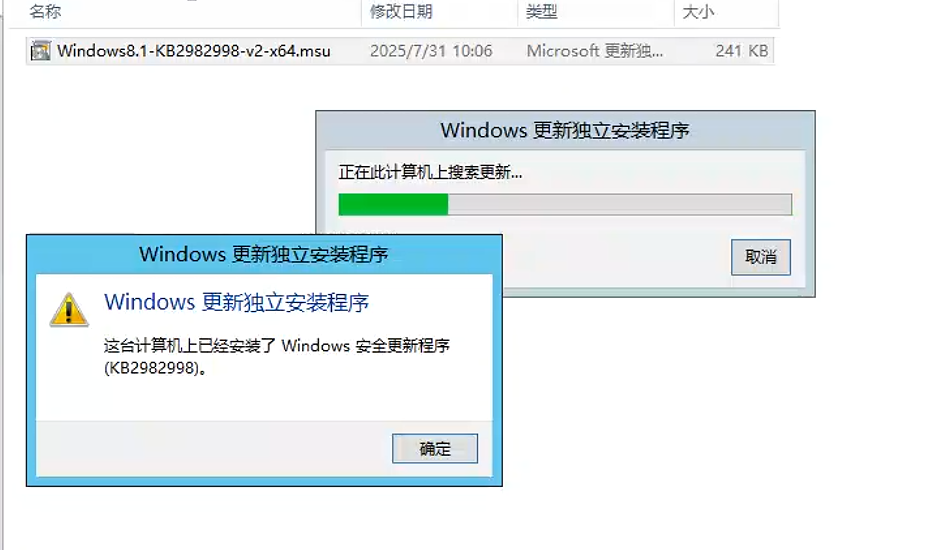 名称 修改日期 类型 大小
Windows8.1-KB2982998-v2-x64.msu 2025/7/31 10:06 Microsoft 更新独... 241 KB
Windows 更新独立安装程序
正在此计算机上搜索更新...
取消
Windows 更新独立安装程序
Windows 更新独立安装程序
这台计算机上已经安装了 Windows 安全更新程序
(KB2982998)。
确定